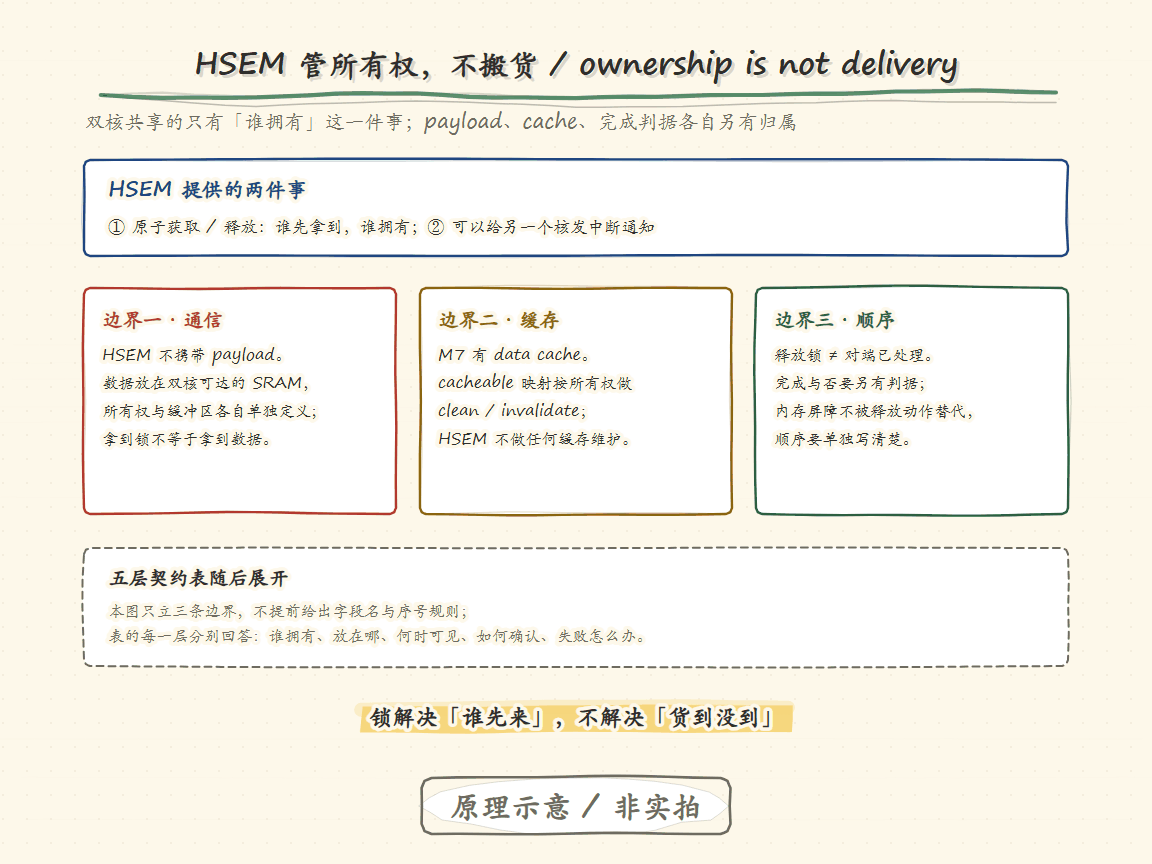 HSEM 管所有权，不搬货 / ownership is not delivery
双核共享的只有「谁拥有」这一件事；payload、cache、完成判据各自另有归属
HSEM 提供的两件事
① 原子获取 / 释放：谁先拿到，谁拥有；② 可以给另一个核发中断通知
边界一 · 通信
HSEM 不携带 payload。
数据放在双核可达的 SRAM，
所有权与缓冲区各自单独定义；
拿到锁不等于拿到数据。
边界二 · 缓存
M7 有 data cache。
cacheable 映射按所有权做
clean / invalidate；
HSEM 不做任何缓存维护。
边界三 · 顺序
释放锁 ≠ 对端已处理。
完成与否要另有判据；
内存屏障不被释放动作替代，
顺序要单独写清楚。
五层契约表随后展开
本图只立三条边界，不提前给出字段名与序号规则；
表的每一层分别回答：谁拥有、放在哪、何时可见、如何确认、失败怎么办。
锁解决「谁先来」，不解决「货到没到」
原理示意 / 非实拍